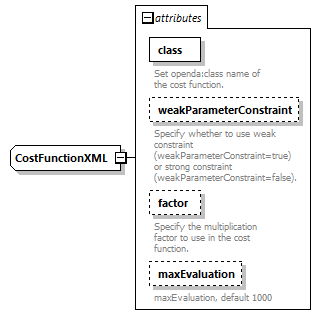 attributes
class
Set openda:class name of
the cost function.
weakParameterConstraint
Specify whether to use weak
constraint
(weakParameterConstraint=true)
or strong constraint
(weakParameterConstraint=false).
CostFunctionXML
factor
Specify the multiplication
factor to use in the cost
function.
maxEvaluation
maxEvaluation, default 1000